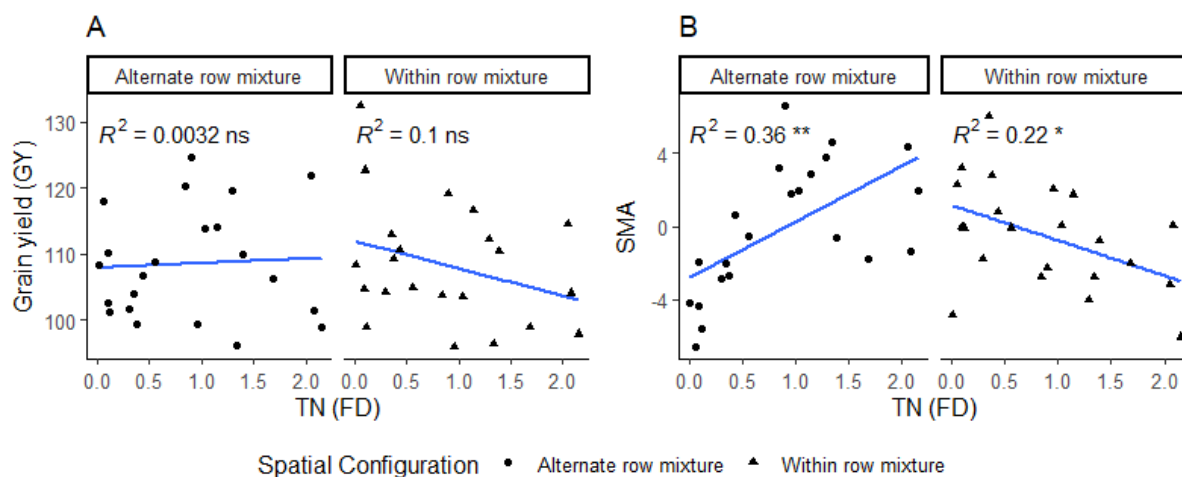 A
B
Alternate row mixture
Within row mixture
Alternate row mixture
Within row mixture
R² = 0.0032 ns
R² = 0.1 ns
R² = 0.36 **
R² = 0.22 *
Grain yield (GY)
130
120
110
100
SMA
4
0
-4
0.0 0.5 1.0 1.5 2.0
0.0 0.5 1.0 1.5 2.0
0.0 0.5 1.0 1.5 2.0
0.0 0.5 1.0 1.5 2.0
TN (FD)
TN (FD)
Spatial Configuration Alternate row mixture Within row mixture